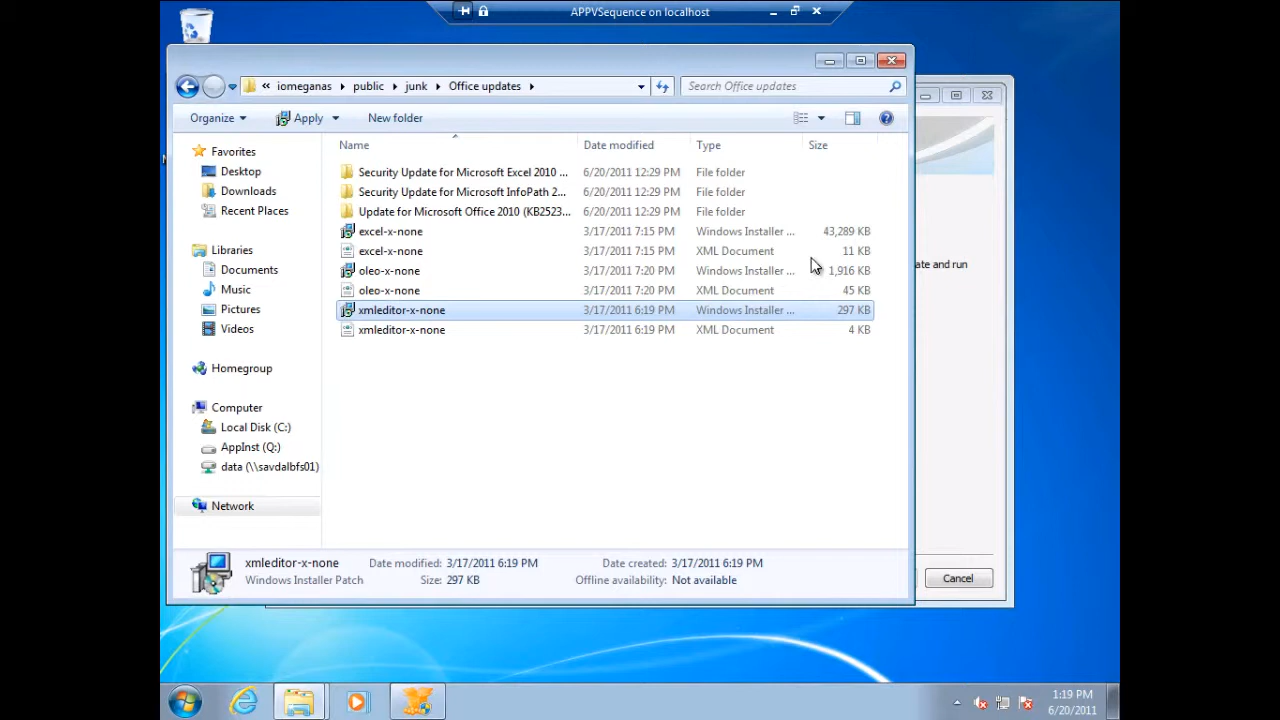 APPVSequence on localhost
iomeganas public junk Office updates
Search Office updates
Organize Apply New folder
Name Date modified Type Size
Favorites
Desktop
Downloads
Recent Places
Libraries
Documents
Music
Pictures
Videos
Homegroup
Computer
Local Disk (C:)
AppInst (Q:)
data (\\savdalbfs01)
Network
Security Update for Microsoft Excel 2010 ... 6/20/2011 12:29 PM File folder
Security Update for Microsoft InfoPath 2... 6/20/2011 12:29 PM File folder
Update for Microsoft Office 2010 (KB2523... 6/20/2011 12:29 PM File folder
excel-x-none 3/17/2011 7:15 PM Windows Installer ... 43,289 KB
excel-x-none 3/17/2011 7:15 PM XML Document 11 KB
oleo-x-none 3/17/2011 7:20 PM Windows Installer ... 1,916 KB
oleo-x-none 3/17/2011 7:20 PM XML Document 45 KB
xmleditor-x-none 3/17/2011 6:19 PM Windows Installer ... 297 KB
xmleditor-x-none 3/17/2011 6:19 PM XML Document 4 KB
ate and run
xmleditor-x-none Date modified: 3/17/2011 6:19 PM Date created: 3/17/2011 6:19 PM
Windows Installer Patch Size: 297 KB Offline availability: Not available
Cancel
1:19 PM
6/20/2011